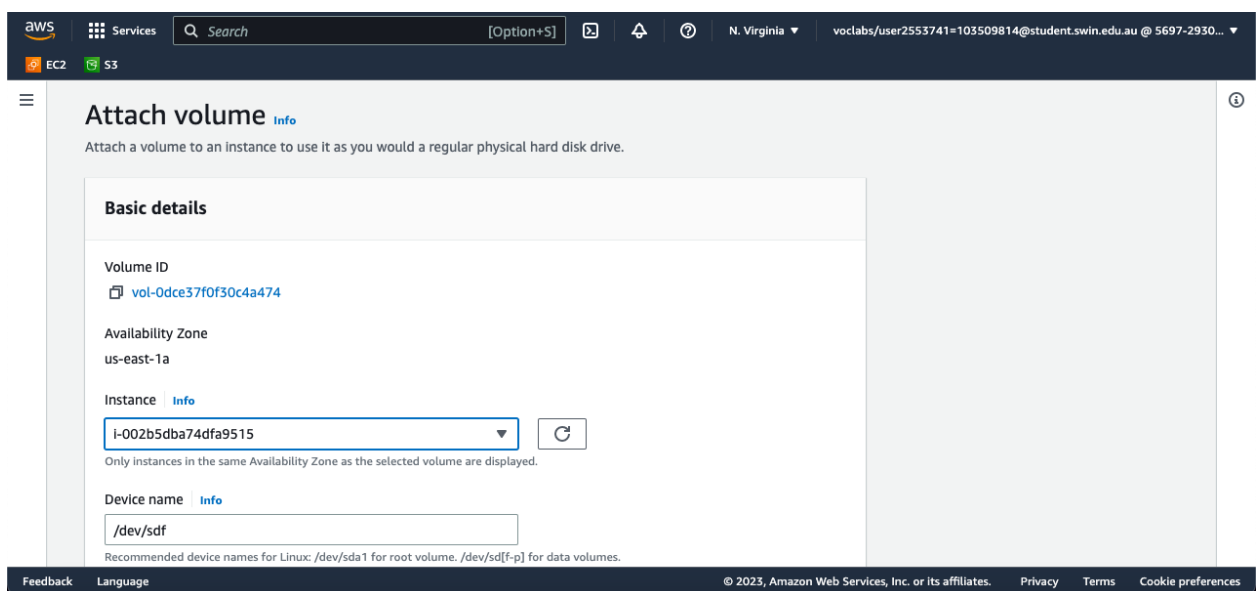 aws
Services
Search [Option+S]
N. Virginia
voclabs/user2553741=103509814@student.swin.edu.au @ 5697-2930...
EC2
S3
Attach volume Info
Attach a volume to an instance to use it as you would a regular physical hard disk drive.
Basic details
Volume ID
vol-0dce37f0f30c4a474
Availability Zone
us-east-1a
Instance Info
i-002b5dba74dfa9515
Only instances in the same Availability Zone as the selected volume are displayed.
Device name Info
/dev/sdf
Recommended device names for Linux: /dev/sda1 for root volume. /dev/sd[f-p] for data volumes.
Feedback Language © 2023, Amazon Web Services, Inc. or its affiliates. Privacy Terms Cookie preferences